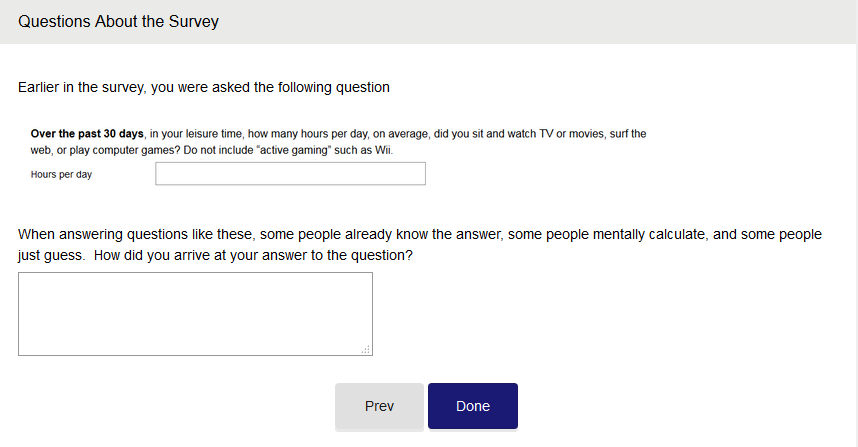 Questions About the Survey
Earlier in the survey, you were asked the following question
Over the past 30 days, in your leisure time, how many hours per day, on average, did you sit and watch TV or movies, surf the
web, or play computer games? Do not include "active gaming" such as Wii.
Hours per day
When answering questions like these, some people already know the answer, some people mentally calculate, and some people
just guess.  How did you arrive at your answer to the question?
Prev
Done